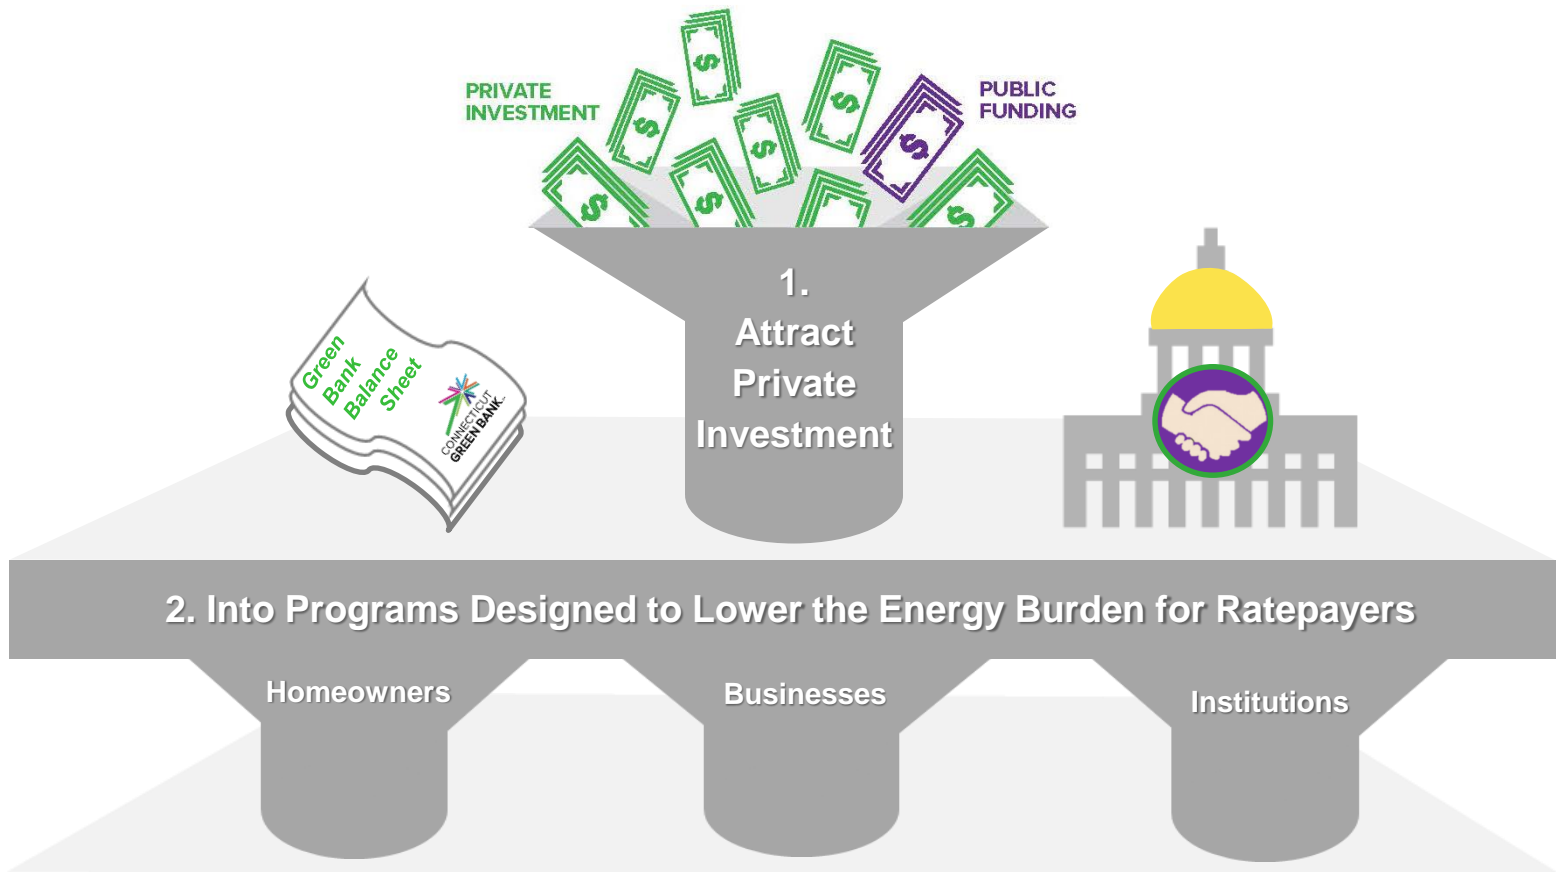 PRIVATE
INVESTMENT
PUBLIC
FUNDING
1.
Attract
Private
Investment
Green
Bank
Balance
Sheet
CONNECTICUT
GREEN BANK
2. Into Programs Designed to Lower the Energy Burden for Ratepayers
Homeowners
Businesses
Institutions